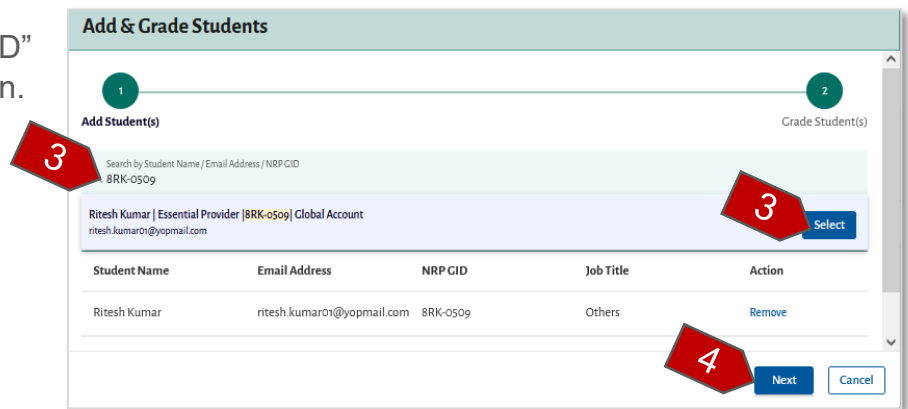 D”
n.
Add & Grade Students
1
2
Add Student(s)
Grade Student(s)
3
Search by Student Name / Email Address / NRP GID
8RK-0509
Ritesh Kumar | Essential Provider |8RK-0509| Global Account
ritesh.kumar01@yopmail.com
3
Select
Student Name Email Address NRP GID Job Title Action
Ritesh Kumar ritesh.kumar01@yopmail.com 8RK-0509 Others Remove
4
Next Cancel